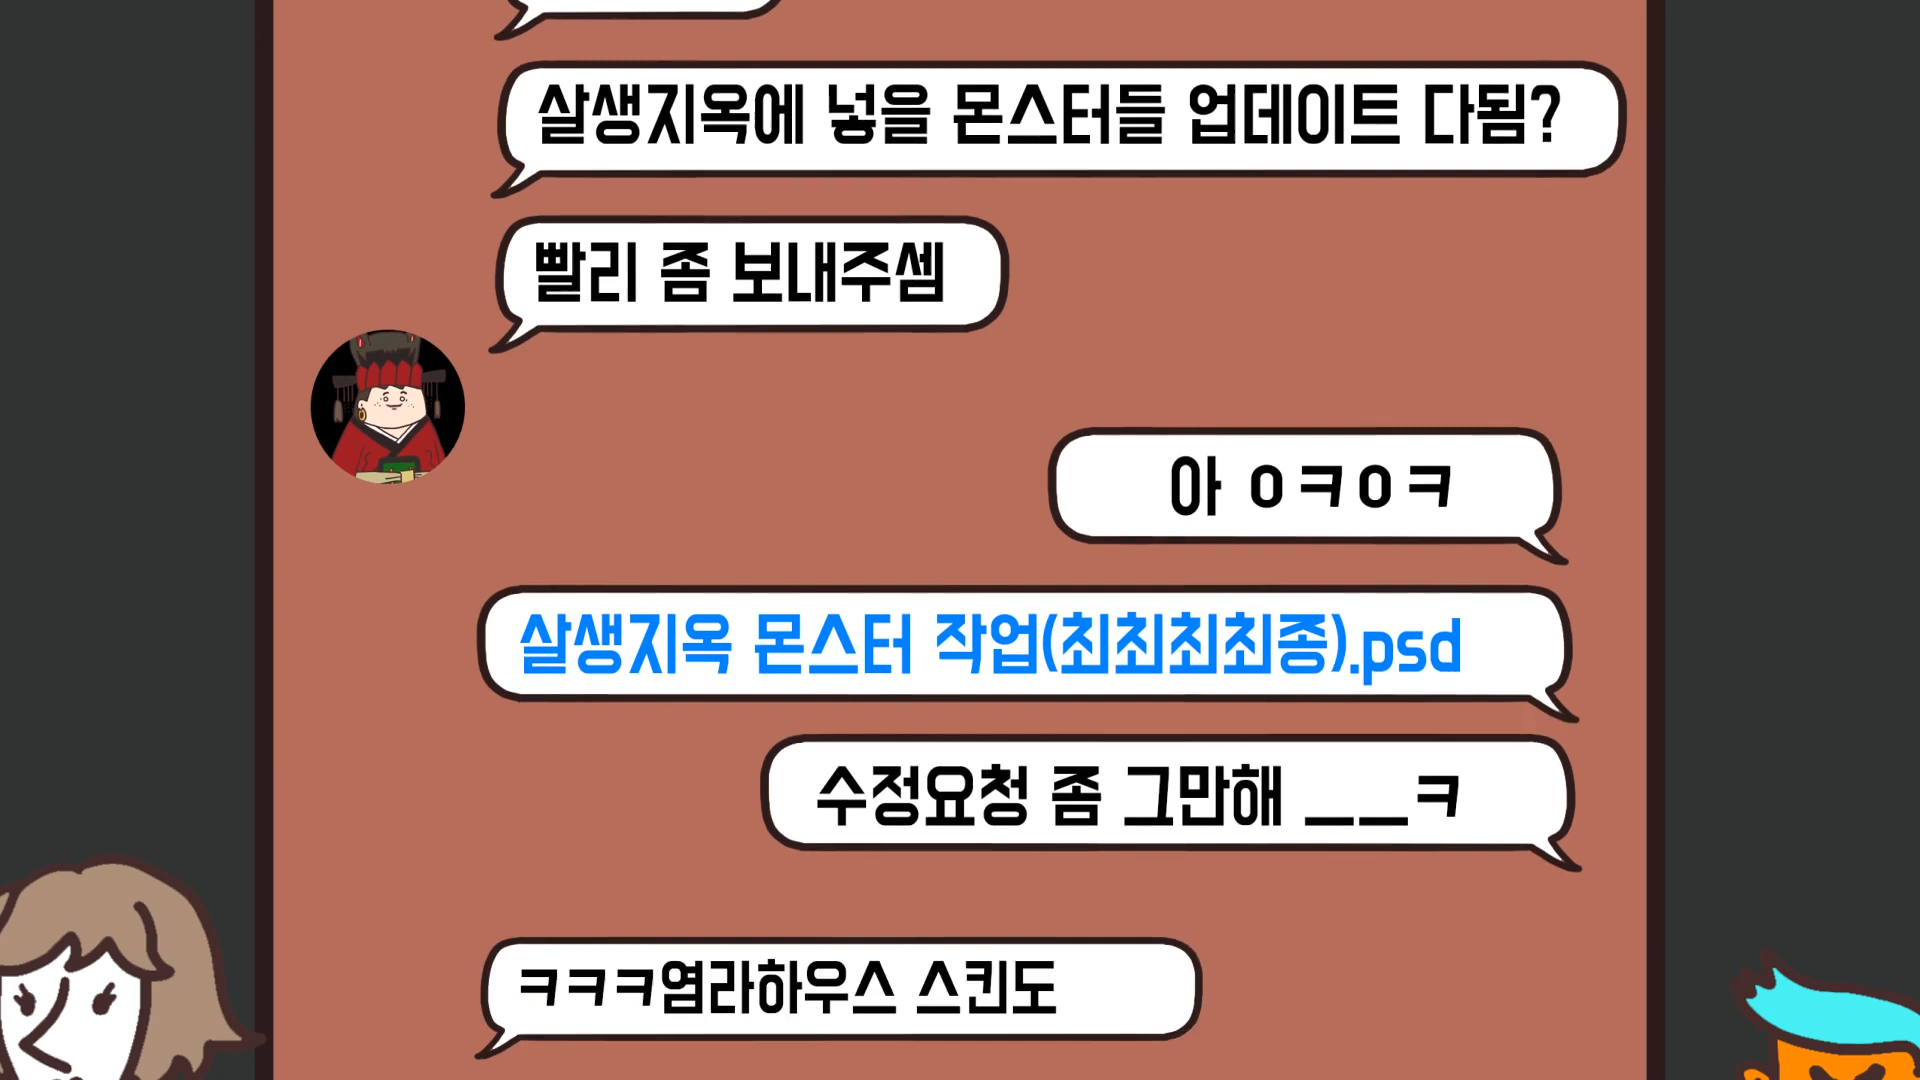 살생지옥에 넣을 몬스터들 업데이트 다됨?
빨리 좀 보내주셈
아 ㅇㅋㅇㅋ
살생지옥 몬스터 작업(최최최최종).psd
수정요청 좀 그만해 __ㅋ
ㅋㅋㅋ염라하우스 스킨도